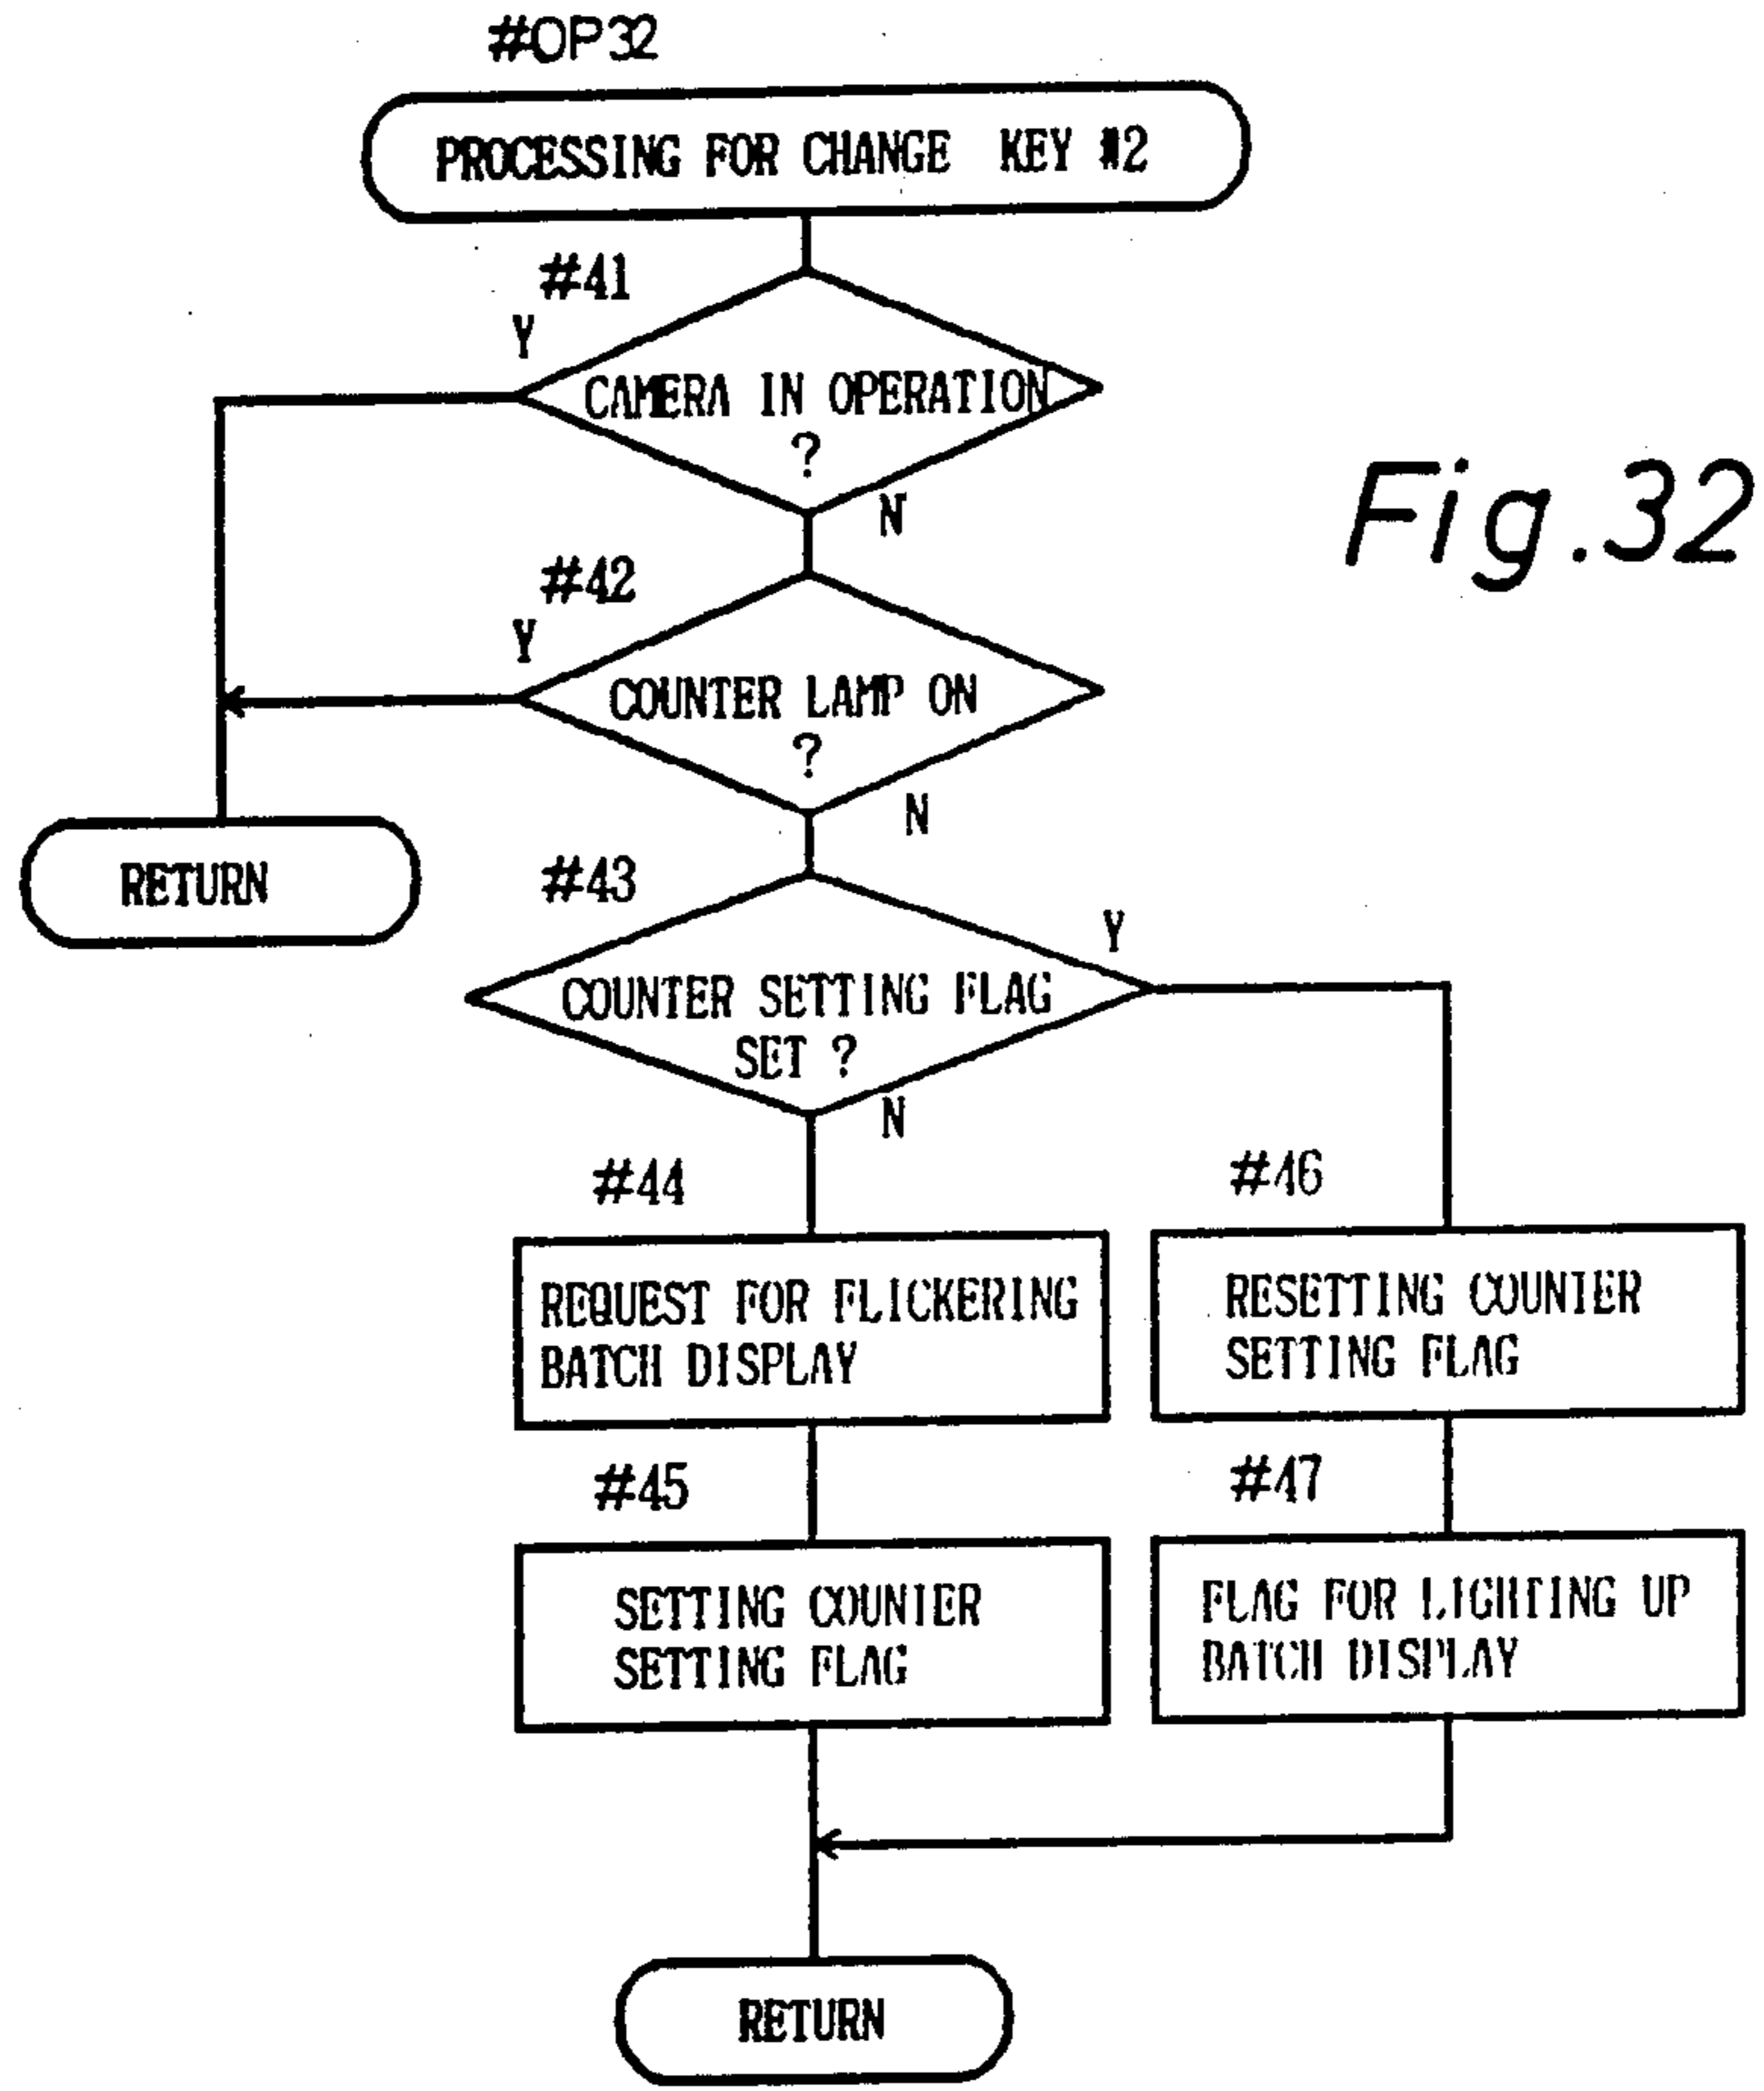 #OP32
PROCESSING FOR CHANGE KEY #2
#41
Y
CAMERA IN OPERATION
?
N
Fig.32
#42
Y
COUNTER LAMP ON
?
N
RETURN
#43
Y
COUNTER SETTING FLAG
SET ?
N
#44
REQUEST FOR FLICKERING
BATCH DISPLAY
#46
RESETTING COUNTER
SETTING FLAG
#45
SETTING COUNTER
SETTING FLAG
#47
FLAG FOR LIGHTING UP
BATCH DISPLAY
RETURN